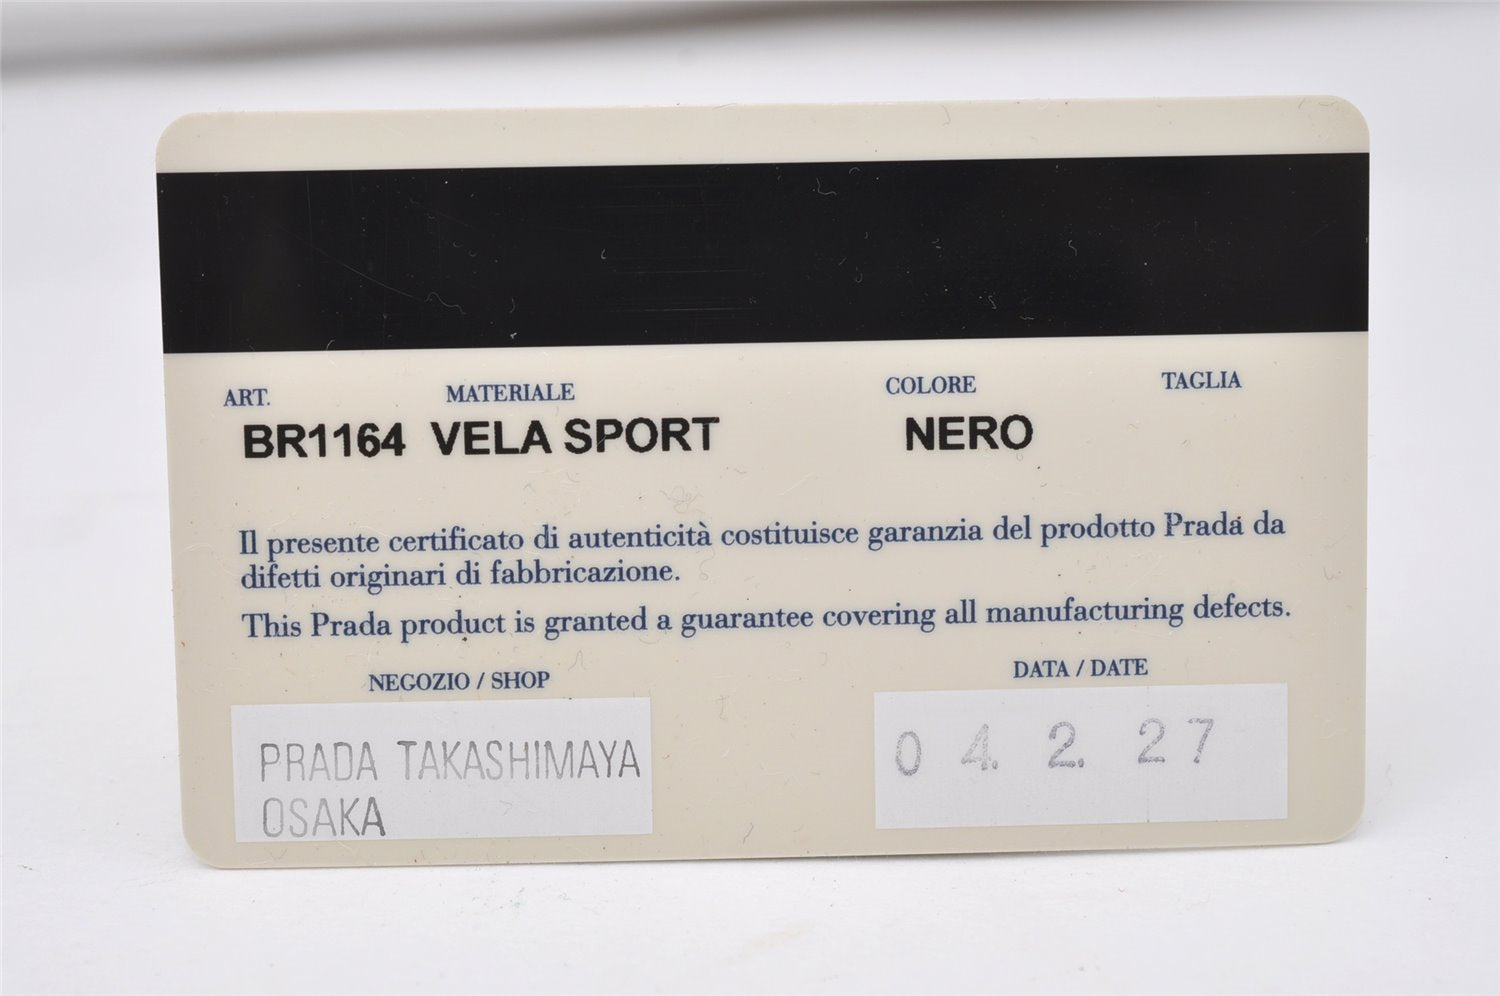 ART. MATERIALE COLORE TAGLIA
BR1164 VELA SPORT NERO
Il presente certificato di autenticità costituisce garanzia del prodotto Prada da
difetti originari di fabbricazione.
This Prada product is granted a guarantee covering all manufacturing defects.
NEGOZIO / SHOP DATA / DATE
PRADA TAKASHIMAYA
OSAKA
04. 2. 27